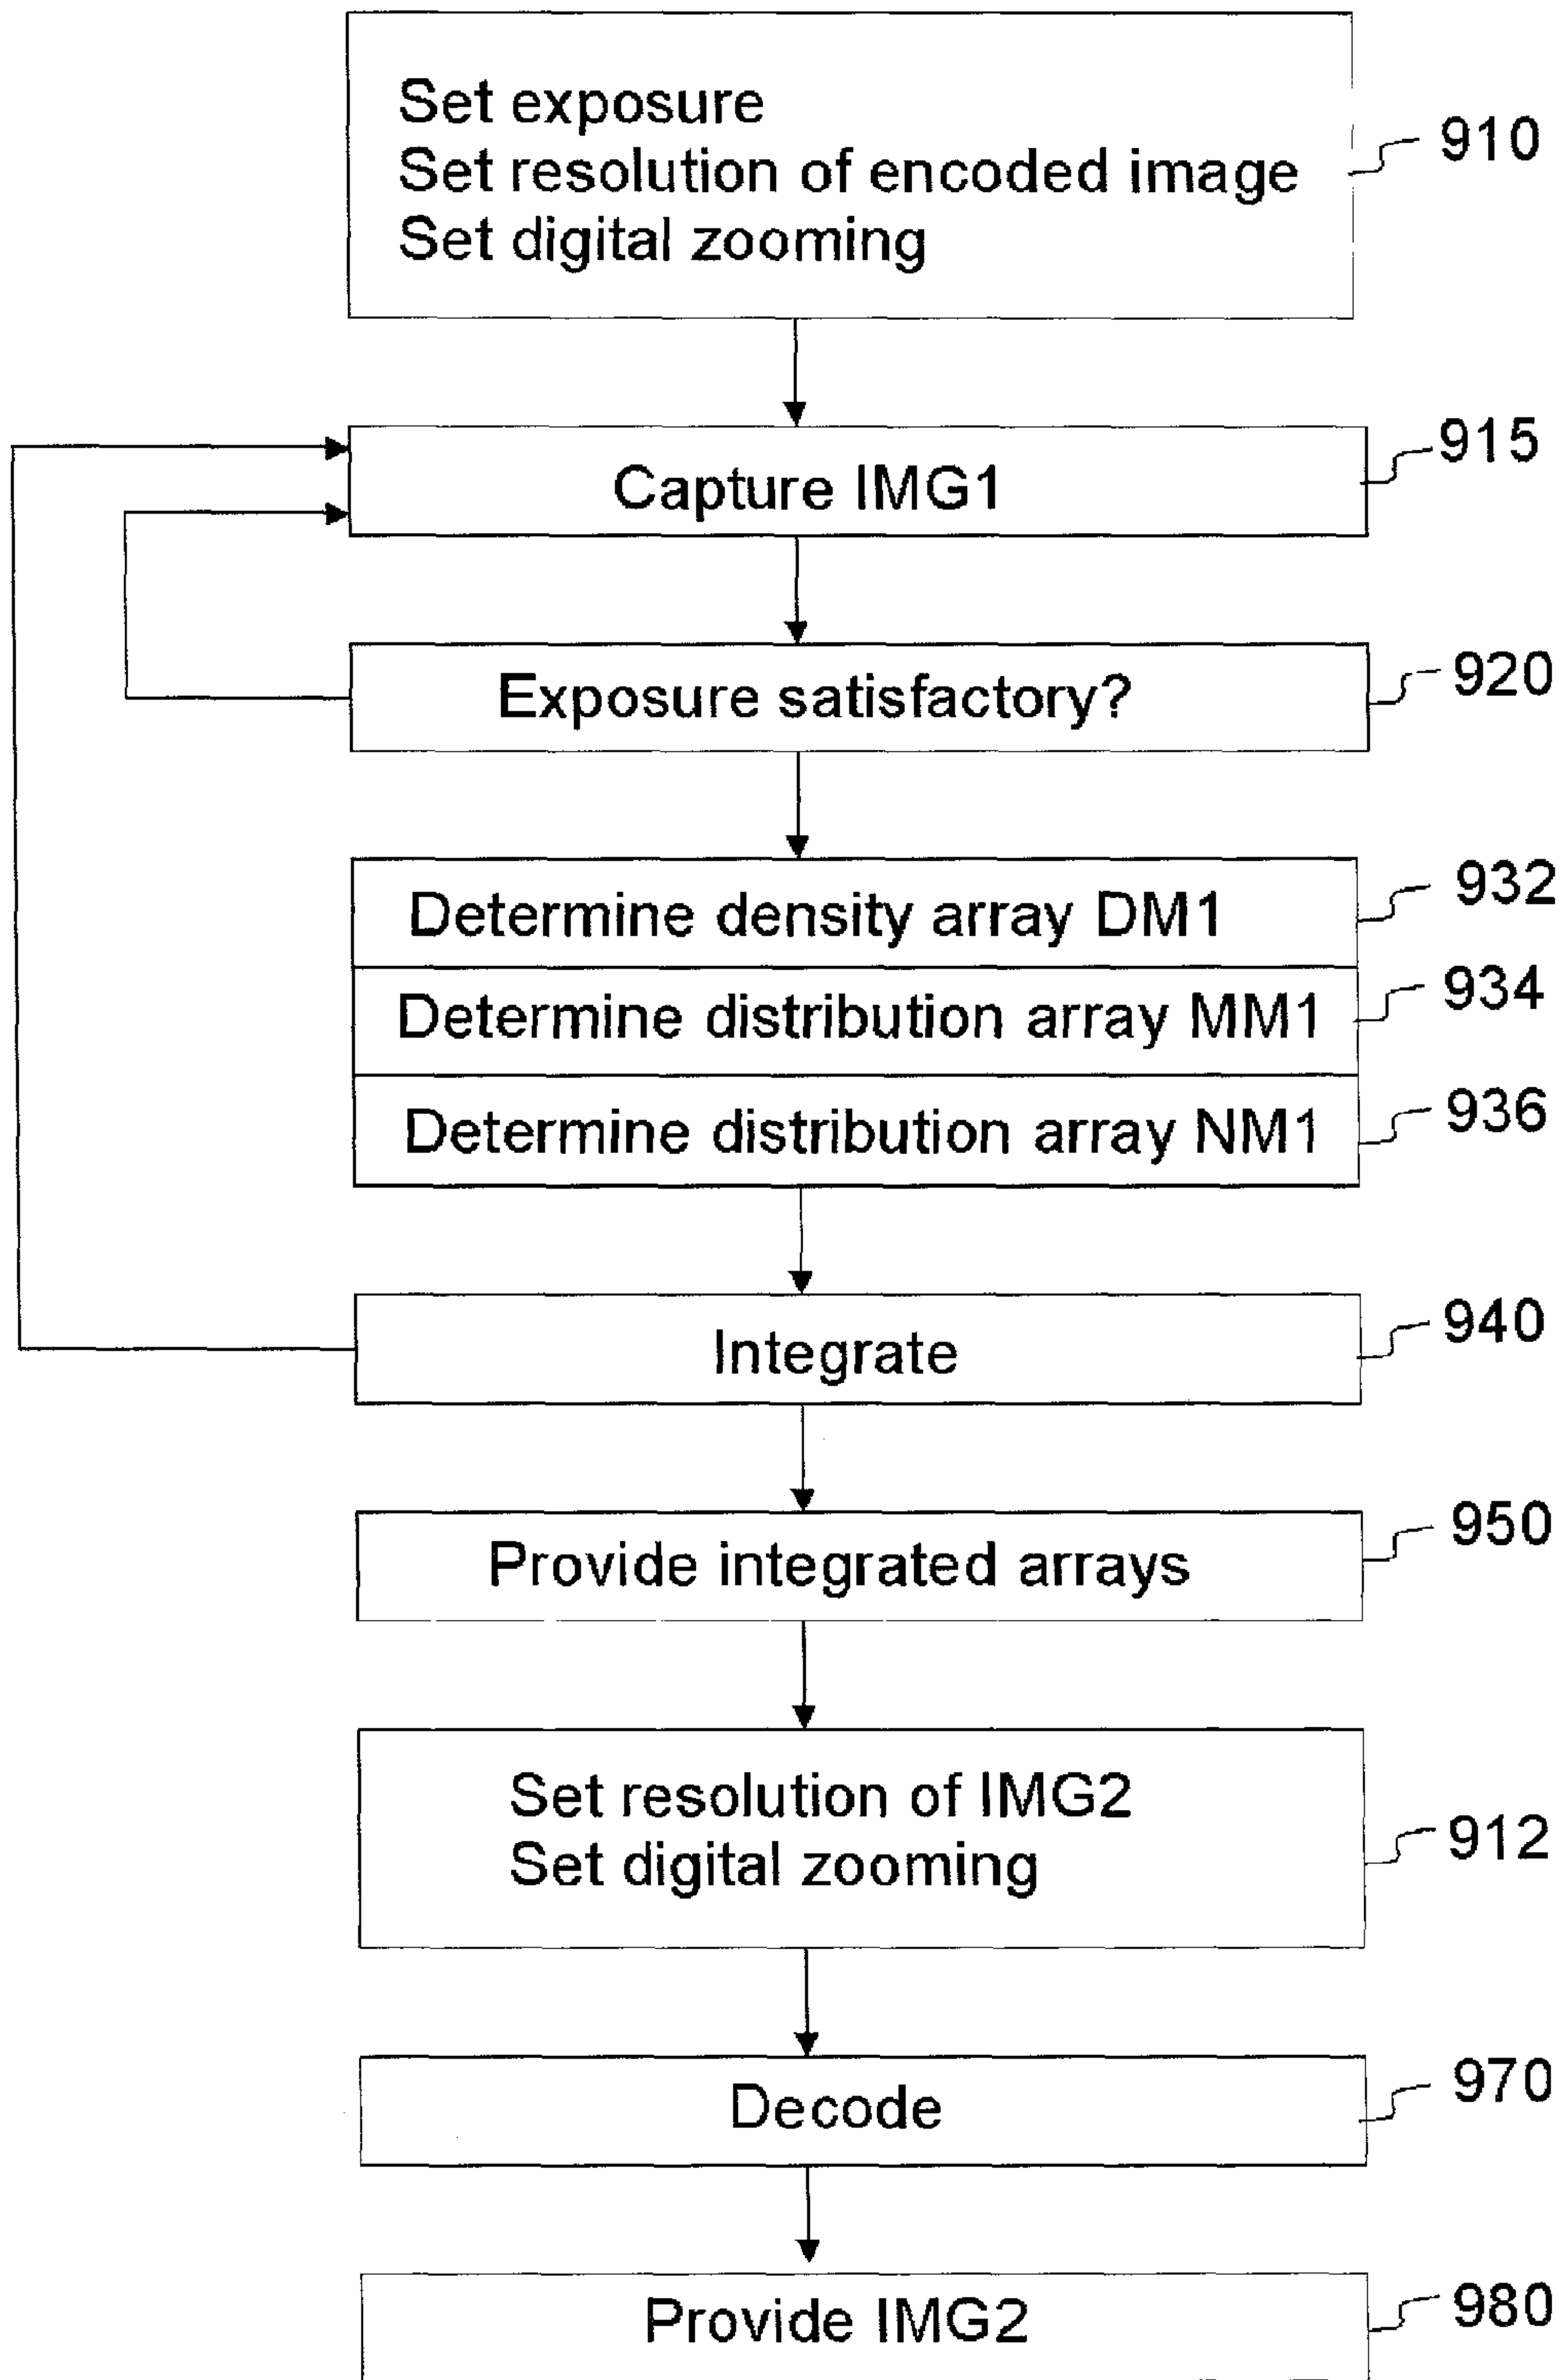 Set exposure
Set resolution of encoded image
Set digital zooming
910
Capture IMG1
915
Exposure satisfactory?
920
Determine density array DM1
932
Determine distribution array MM1
934
Determine distribution array NM1
936
Integrate
940
Provide integrated arrays
950
Set resolution of IMG2
Set digital zooming
912
Decode
970
Provide IMG2
980